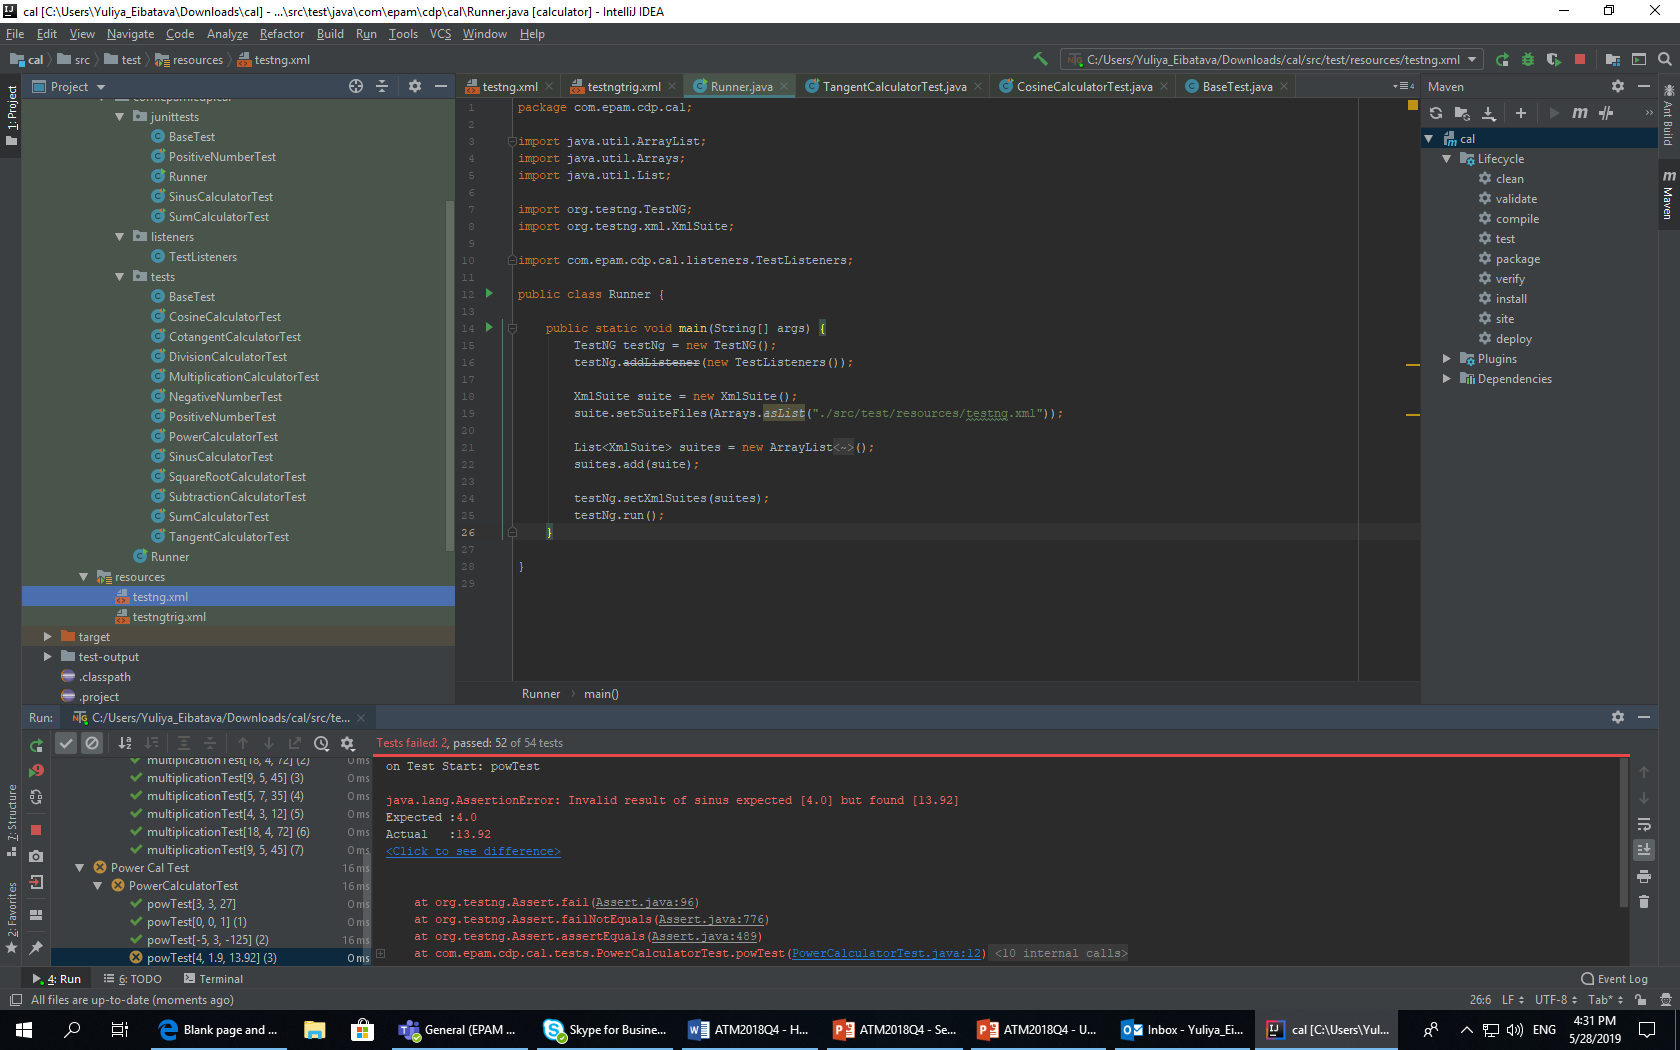 cal [C:\Users\Yuliya_Eibatava\Downloads\cal] - ...\src\test\java\com\epam\cdp\cal\Runner.java [calculator] - IntelliJ IDEA
File Edit View Navigate Code Analyze Refactor Build Run Tools VCS Window Help
cal src test resources testng.xml
C:/Users/Yuliya_Eibatava/Downloads/cal/src/test/resources/testng.xml
Project
testng.xml testngtrig.xml Runner.java TangentCalculatorTest.java CosineCalculatorTest.java BaseTest.java
Maven
1: Project
junittests
BaseTest
PositiveNumberTest
Runner
SinusCalculatorTest
SumCalculatorTest
listeners
TestListeners
tests
BaseTest
CosineCalculatorTest
CotangentCalculatorTest
DivisionCalculatorTest
MultiplicationCalculatorTest
NegativeNumberTest
PositiveNumberTest
PowerCalculatorTest
SinusCalculatorTest
SquareRootCalculatorTest
SubtractionCalculatorTest
SumCalculatorTest
TangentCalculatorTest
Runner
resources
testng.xml
testngtrig.xml
target
test-output
.classpath
.project
1 package com.epam.cdp.cal;
2
3 import java.util.ArrayList;
4 import java.util.Arrays;
5 import java.util.List;
6
7 import org.testng.TestNG;
8 import org.testng.xml.XmlSuite;
9
10 import com.epam.cdp.cal.listeners.TestListeners;
11
12 public class Runner {
13
14 public static void main(String[] args) {
15 TestNG testNg = new TestNG();
16 testNg.addListener(new TestListeners());
17
18 XmlSuite suite = new XmlSuite();
19 suite.setSuiteFiles(Arrays.asList("./src/test/resources/testng.xml"));
20
21 List<XmlSuite> suites = new ArrayList<~>();
22 suites.add(suite);
23
24 testNg.setXmlSuites(suites);
25 testNg.run();
26 }
27
28 }
29
Runner main()
cal
Lifecycle
clean
validate
compile
test
package
verify
install
site
deploy
Plugins
Dependencies
Ant Build
Maven
Run: C:/Users/Yuliya_Eibatava/Downloads/cal/src/te...
Tests failed: 2, passed: 52 of 54 tests
multiplicationTest[18, 4, 72] (2) 0 ms
multiplicationTest[9, 5, 45] (3) 0 ms
multiplicationTest[5, 7, 35] (4) 0 ms
multiplicationTest[4, 3, 12] (5) 0 ms
multiplicationTest[18, 4, 72] (6) 0 ms
multiplicationTest[9, 5, 45] (7) 0 ms
Power Cal Test 16 ms
PowerCalculatorTest 16 ms
powTest[3, 3, 27] 0 ms
powTest[0, 0, 1] (1) 0 ms
powTest[-5, 3, -125] (2) 16 ms
powTest[4, 1.9, 13.92] (3) 0 ms
on Test Start: powTest
java.lang.AssertionError: Invalid result of sinus expected [4.0] but found [13.92]
Expected :4.0
Actual :13.92
<Click to see difference>
at org.testng.Assert.fail(Assert.java:96)
at org.testng.Assert.failNotEquals(Assert.java:776)
at org.testng.Assert.assertEquals(Assert.java:489)
at com.epam.cdp.cal.tests.PowerCalculatorTest.powTest(PowerCalculatorTest.java:12) <10 internal calls>
7: Structure
2: Favorites
4: Run 6: TODO Terminal
Event Log
All files are up-to-date (moments ago)
26:6 LF UTF-8 Tab*
Blank page and ... General (EPAM ... Skype for Busine... ATM2018Q4 - H... ATM2018Q4 - Se... ATM2018Q4 - U... Inbox - Yuliya_Ei... cal [C:\Users\Yul...
ENG
4:31 PM
5/28/2019